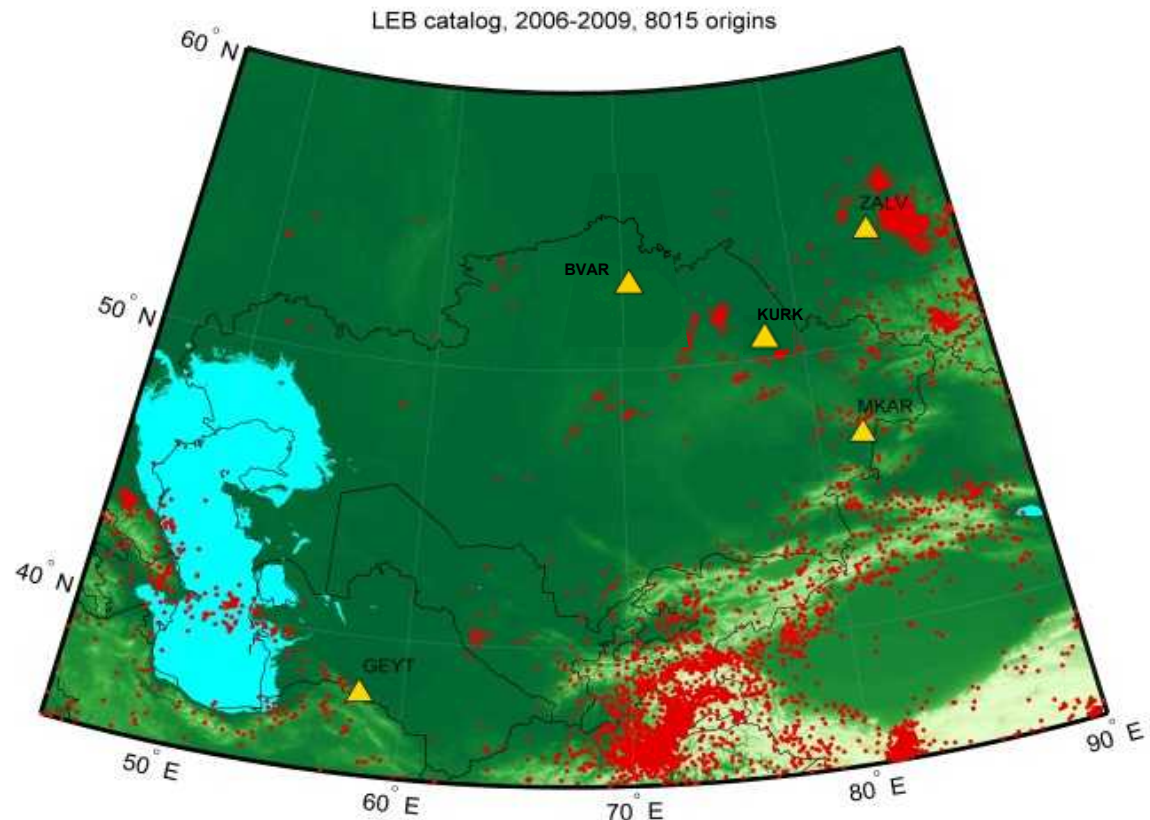 LEB catalog, 2006-2009, 8015 origins
60° N
ZALV
BVAR
50° N
KURK
MKAR
40° N
GEYT
90° E
50° E
80° E
60° E
70° E